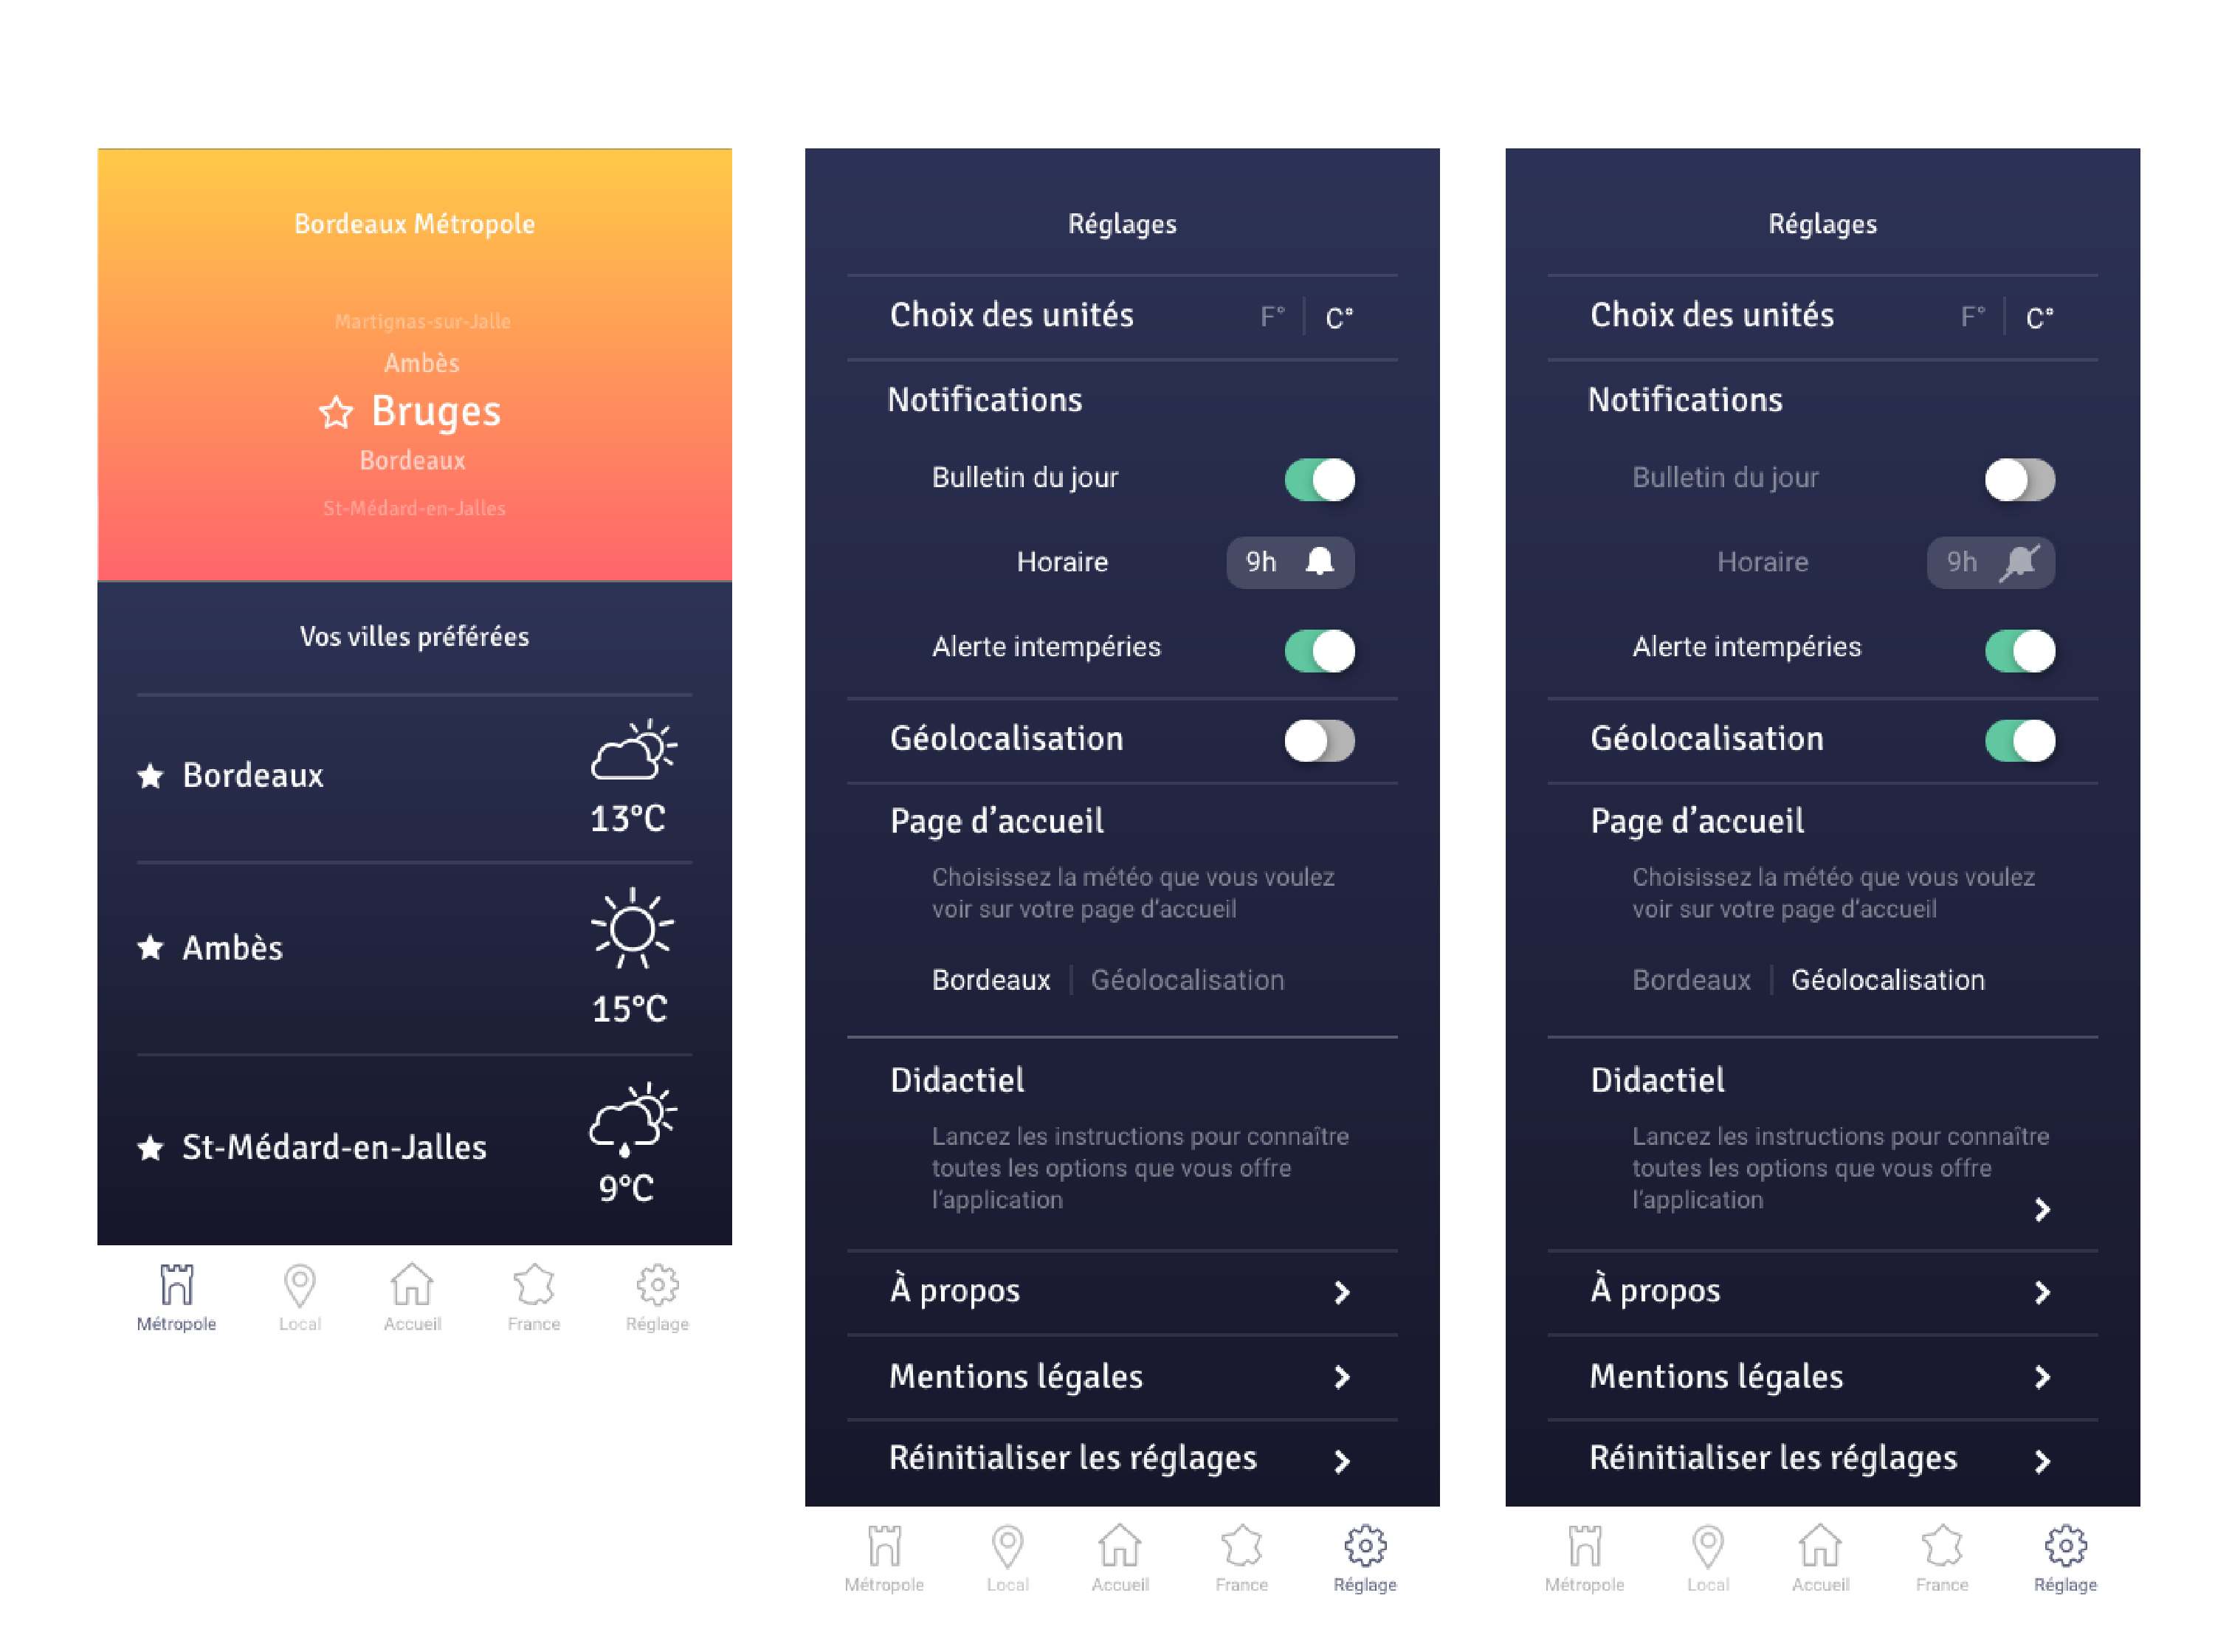 Bordeaux Métropole
Martignas-sur-Jalle
Ambès
Bruges
Bordeaux
St-Médard-en-Jalles
Vos villes préférées
Bordeaux
13°C
Ambès
15°C
St-Médard-en-Jalles
9°C
Métropole Local Accueil France Réglage
Réglages
Choix des unités F° C°
Notifications
Bulletin du jour
Horaire 9h
Alerte intempéries
Géolocalisation
Page d’accueil
Choisissez la météo que vous voulez
voir sur votre page d’accueil
Bordeaux Géolocalisation
Didactiel
Lancez les instructions pour connaître
toutes les options que vous offre
l’application
À propos
Mentions légales
Réinitialiser les réglages
Métropole Local Accueil France Réglage
Réglages
Choix des unités F° C°
Notifications
Bulletin du jour
Horaire 9h
Alerte intempéries
Géolocalisation
Page d’accueil
Choisissez la météo que vous voulez
voir sur votre page d’accueil
Bordeaux Géolocalisation
Didactiel
Lancez les instructions pour connaître
toutes les options que vous offre
l’application
À propos
Mentions légales
Réinitialiser les réglages
Métropole Local Accueil France Réglage